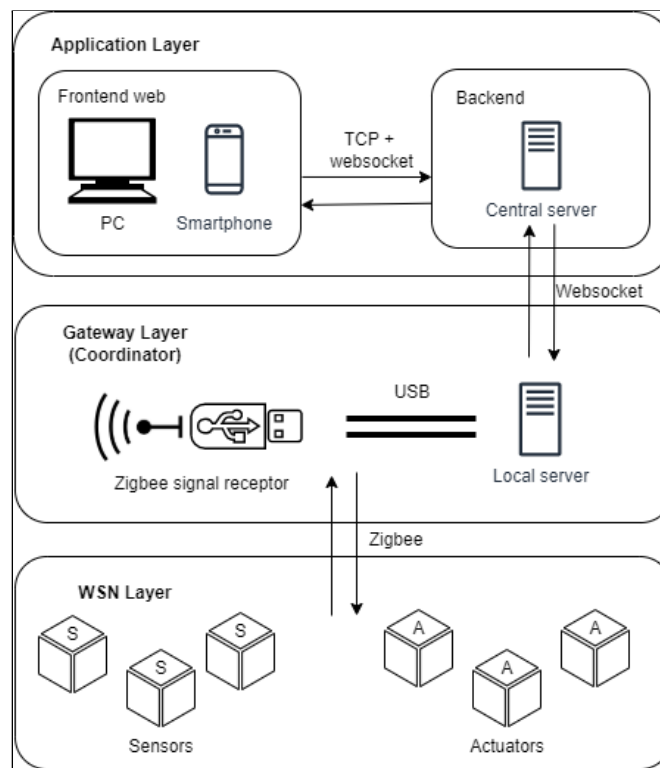 Application Layer
Frontend web
PC
Smartphone
TCP +
websocket
Backend
Central server
Websocket
Gateway Layer
(Coordinator)
Zigbee signal receptor
USB
Local server
Zigbee
WSN Layer
S
S
S
Sensors
A
A
A
Actuators